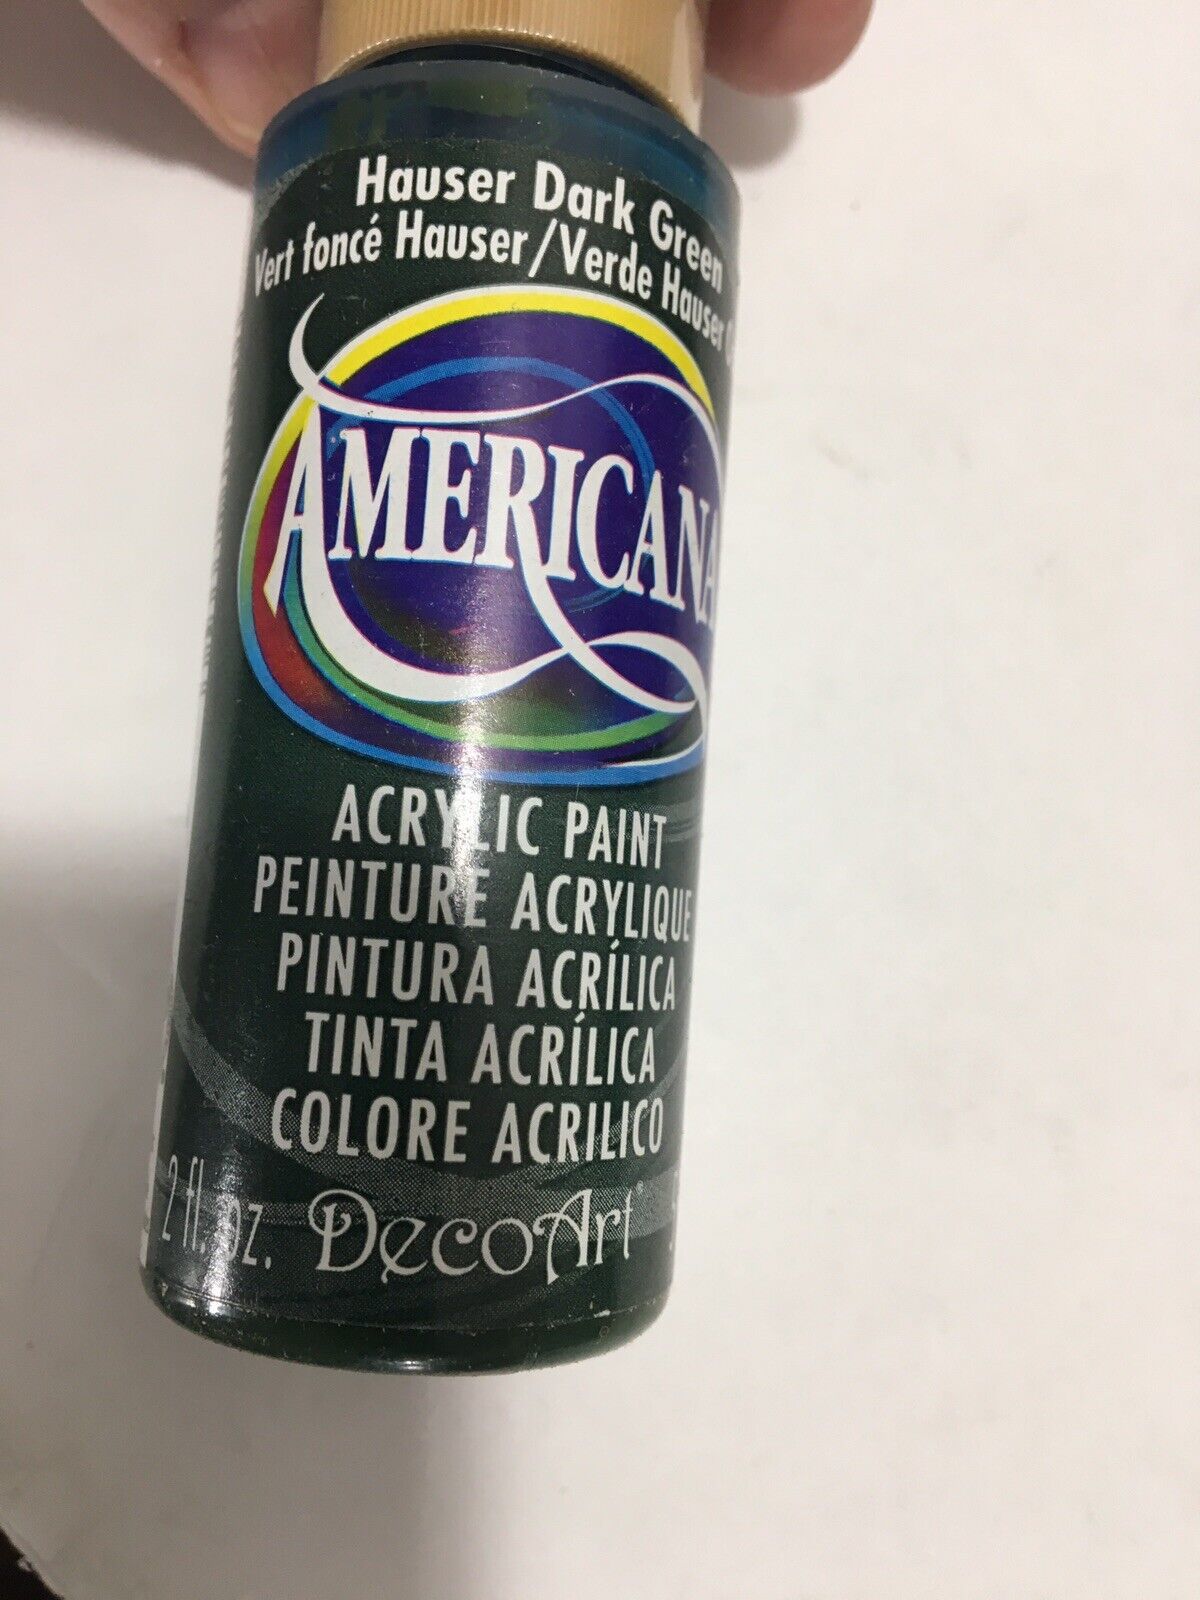 Hauser Dark Green
Vert foncé Hauser/Verde Hauser
AMERICANA
ACRYLIC PAINT
PEINTURE ACRYLIQUE
PINTURA ACRÍLICA
TINTA ACRÍLICA
COLORE ACRILICO
2 fl. oz. DecoArt